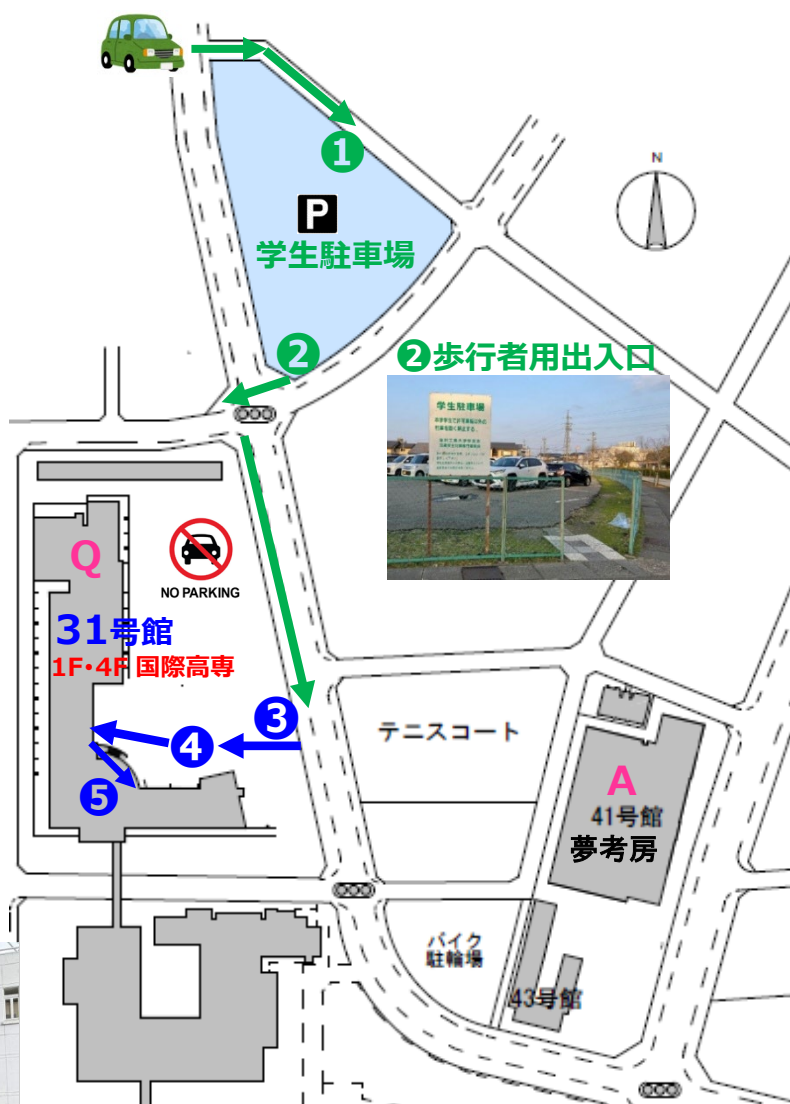 N
❶
P
学生駐車場
❷
❷歩行者用出入口
学生駐車場
Q
NO PARKING
31号館
1F・4F 国際高専
❸
❹
❺
テニスコート
A
41号館
夢考房
バイク
駐輪場
43号館